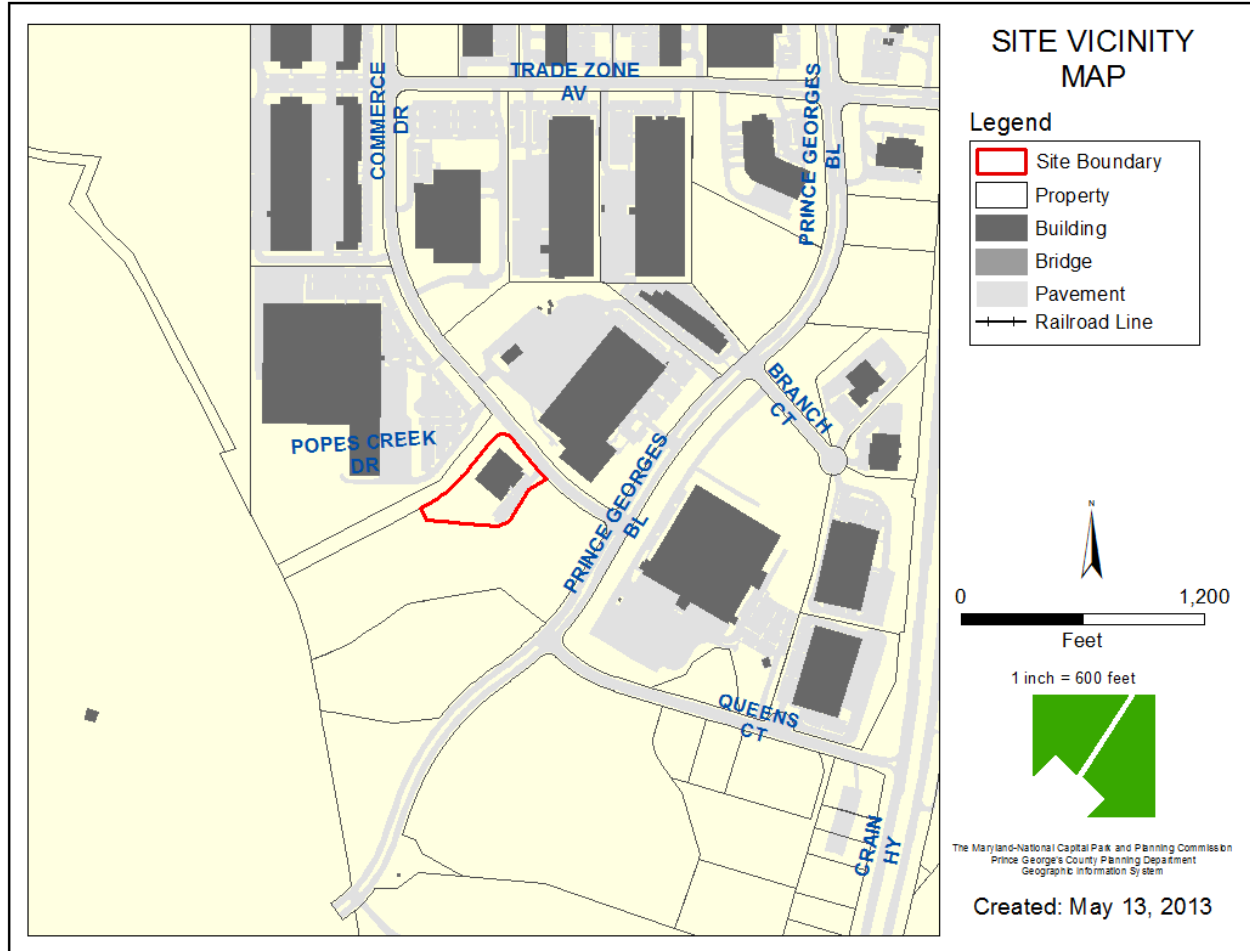 SITE VICINITY
MAP
Legend
Site Boundary
Property
Building
Bridge
Pavement
Railroad Line
TRADE ZONE
AV
COMMERCE
DR
PRINCE GEORGES
BL
BRANCH
CT
POPES CREEK
DR
PRINCE GEORGES
BL
QUEENS
CT
CRAIN
HY
N
0 1,200
Feet
1 inch = 600 feet
The Maryland-National Capital Park and Planning Commission
Prince George's County Planning Department
Geographic Information System
Created: May 13, 2013